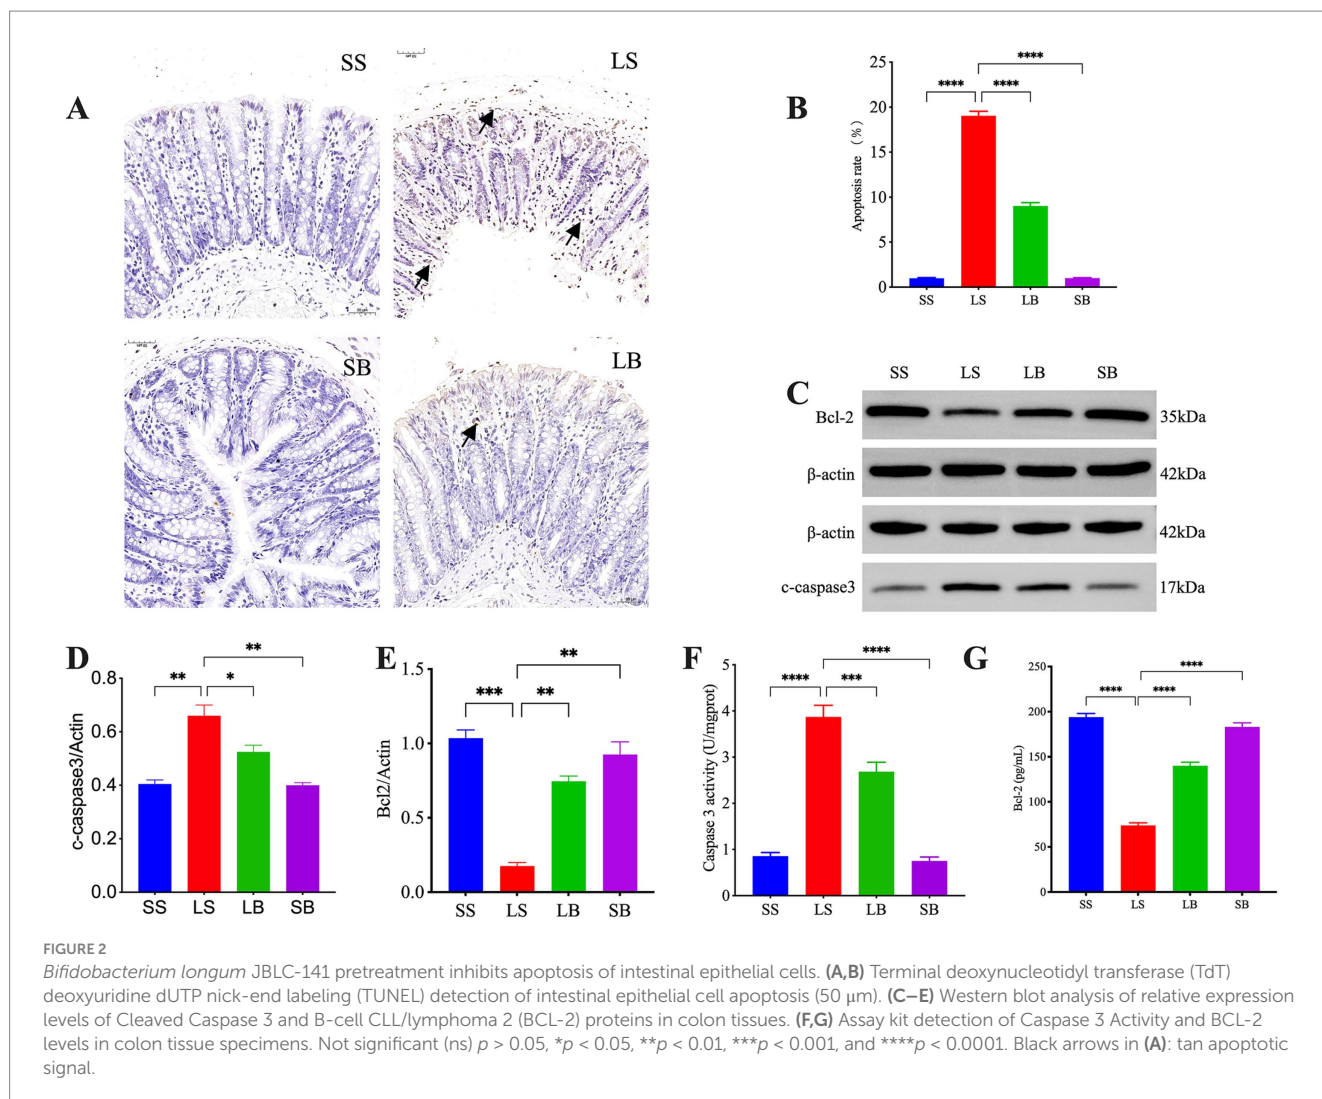 A
SS
LS
SB
LB
50 μm
B
****
****
****
Apoptosis rate (%)
25
20
15
10
5
0
SS LS LB SB
C
SS LS LB SB
Bcl-2 35kDa
β-actin 42kDa
β-actin 42kDa
c-caspase3 17kDa
D
**
** *
c-caspase3/Actin
0.8
0.6
0.4
0.2
0.0
SS LS LB SB
E
**
*** **
Bcl2/Actin
1.5
1.0
0.5
0.0
SS LS LB SB
F
****
**** ***
Caspase 3 activity (U/mgprot)
5
4
3
2
1
0
SS LS LB SB
G
****
**** ****
Bcl-2 (pg/mL)
250
200
150
100
50
0
SS LS LB SB
FIGURE 2
Bifidobacterium longum JBLC-141 pretreatment inhibits apoptosis of intestinal epithelial cells. (A,B) Terminal deoxynucleotidyl transferase (TdT)
deoxyuridine dUTP nick-end labeling (TUNEL) detection of intestinal epithelial cell apoptosis (50 μm). (C–E) Western blot analysis of relative expression
levels of Cleaved Caspase 3 and B-cell CLL/lymphoma 2 (BCL-2) proteins in colon tissues. (F,G) Assay kit detection of Caspase 3 Activity and BCL-2
levels in colon tissue specimens. Not significant (ns) p > 0.05, *p < 0.05, **p < 0.01, ***p < 0.001, and ****p < 0.0001. Black arrows in (A): tan apoptotic
signal.